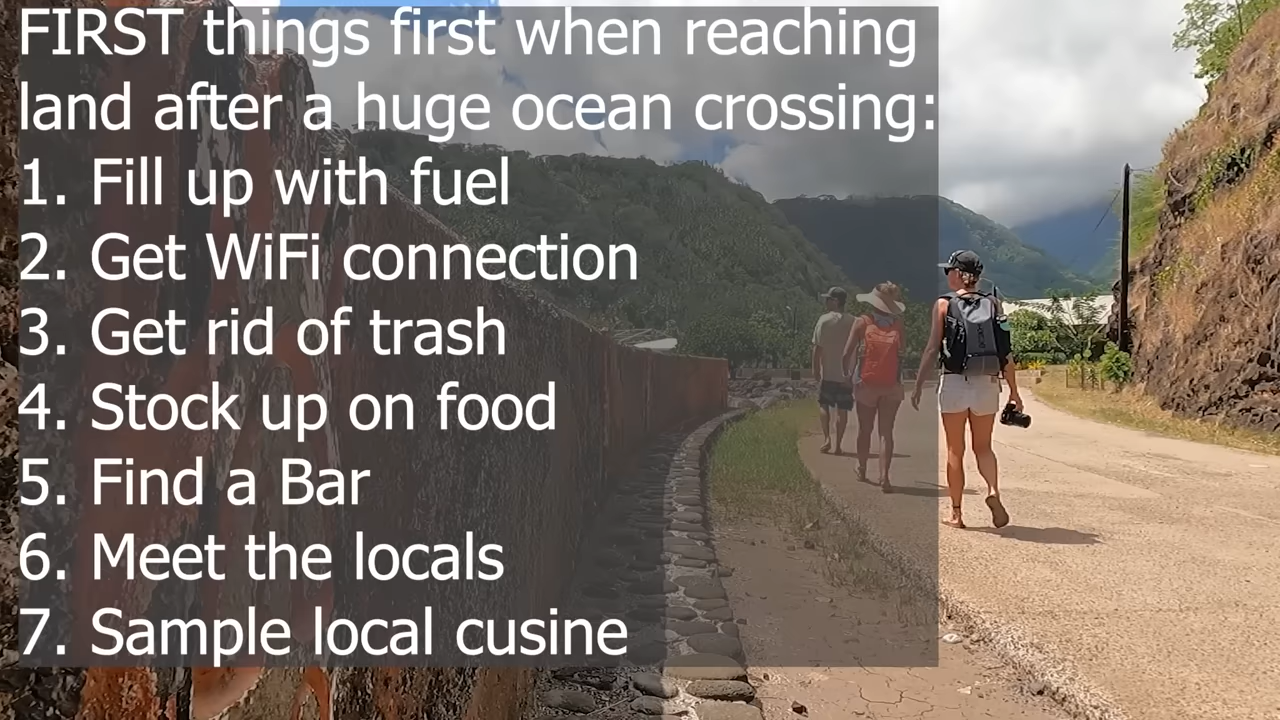 FIRST things first when reaching
land after a huge ocean crossing:
1. Fill up with fuel
2. Get WiFi connection
3. Get rid of trash
4. Stock up on food
5. Find a Bar
6. Meet the locals
7. Sample local cusine